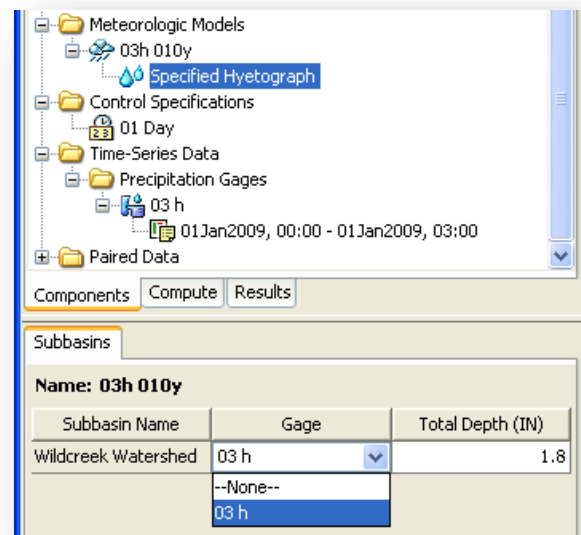 Meteorologic Models
03h 010y
Specified Hyetograph
Control Specifications
01 Day
Time-Series Data
Precipitation Gages
03 h
01Jan2009, 00:00 - 01Jan2009, 03:00
Paired Data
Components Compute Results
Subbasins
Name: 03h 010y
Subbasin Name Gage Total Depth (IN)
Wildcreek Watershed 03 h 1.8
--None--
03 h